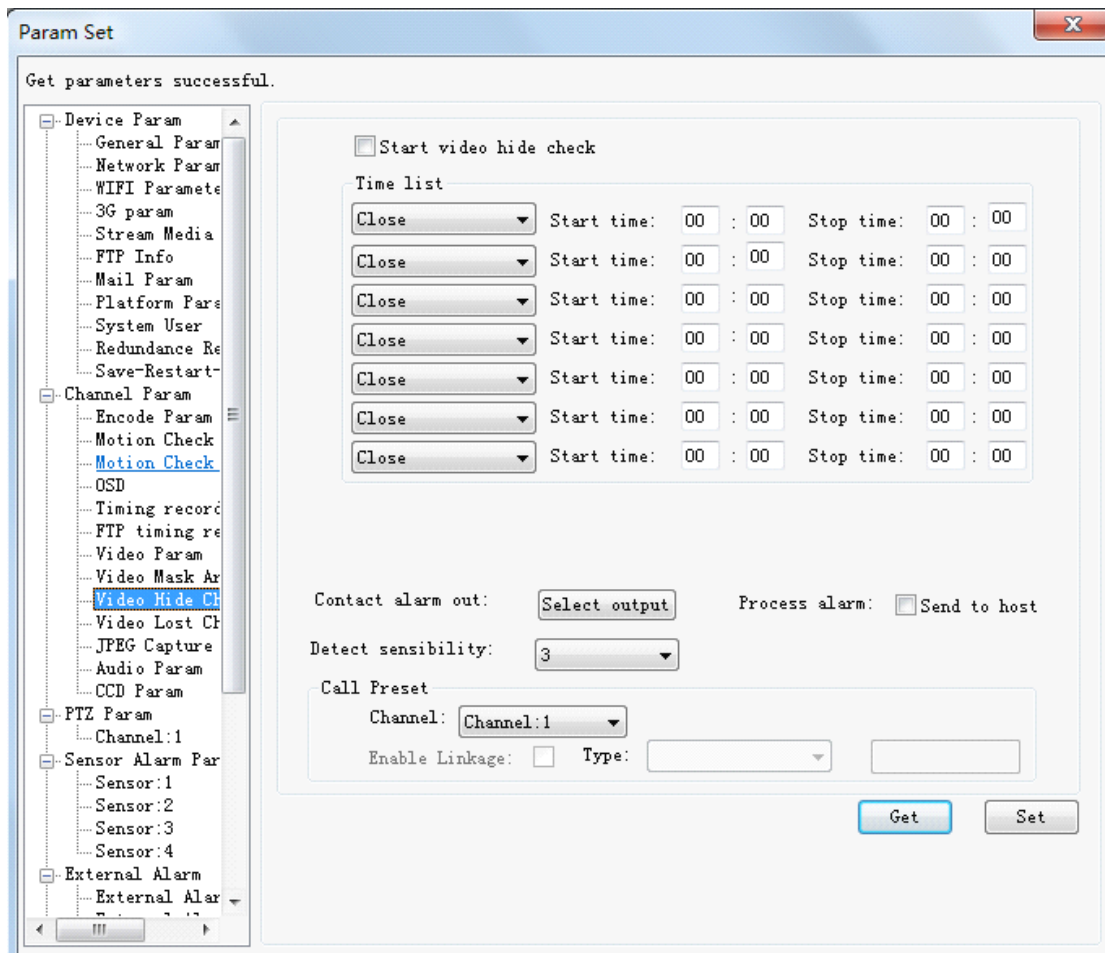 Param Set
Get parameters successful.
Device Param
General Param
Network Param
WIFI Paramete
3G param
Stream Media
FTP Info
Mail Param
Platform Para
System User
Redundance Re
Save-Restart-
Channel Param
Encode Param
Motion Check
Motion Check
OSD
Timing record
FTP timing re
Video Param
Video Mask Ar
Video Hide Ch
Video Lost Ch
JPEG Capture
Audio Param
CCD Param
PTZ Param
Channel:1
Sensor Alarm Par
Sensor:1
Sensor:2
Sensor:3
Sensor:4
External Alarm
External Alar
Start video hide check
Time list
Close Start time: 00 : 00 Stop time: 00 : 00
Close Start time: 00 : 00 Stop time: 00 : 00
Close Start time: 00 : 00 Stop time: 00 : 00
Close Start time: 00 : 00 Stop time: 00 : 00
Close Start time: 00 : 00 Stop time: 00 : 00
Close Start time: 00 : 00 Stop time: 00 : 00
Close Start time: 00 : 00 Stop time: 00 : 00
Contact alarm out: Select output Process alarm: Send to host
Detect sensibility: 3
Call Preset
Channel: Channel:1
Enable Linkage: Type:
Get Set